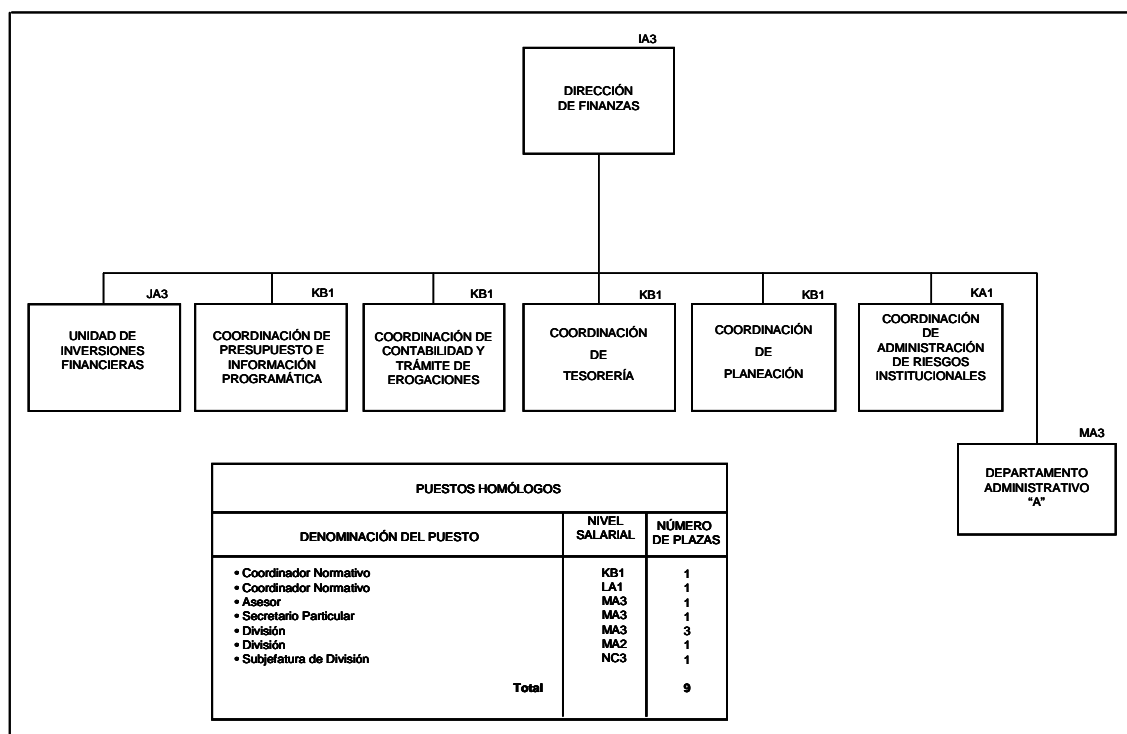 IA3
DIRECCIÓN
DE FINANZAS
JA3
UNIDAD DE
INVERSIONES
FINANCIERAS
KB1
COORDINACIÓN DE
PRESUPUESTO E
INFORMACIÓN
PROGRAMÁTICA
KB1
COORDINACIÓN DE
CONTABILIDAD Y
TRÁMITE DE
EROGACIONES
KB1
COORDINACIÓN
DE
TESORERÍA
KB1
COORDINACIÓN
DE
PLANEACIÓN
KA1
COORDINACIÓN
DE
ADMINISTRACIÓN
DE RIESGOS
INSTITUCIONALES
MA3
DEPARTAMENTO
ADMINISTRATIVO
“A”
PUESTOS HOMÓLOGOS
DENOMINACIÓN DEL PUESTO
NIVEL
SALARIAL
NÚMERO
DE PLAZAS
• Coordinador Normativo KB1 1
• Coordinador Normativo LA1 1
• Asesor MA3 1
• Secretario Particular MA3 1
• División MA3 3
• División MA2 1
• Subjefatura de División NC3 1
Total 9